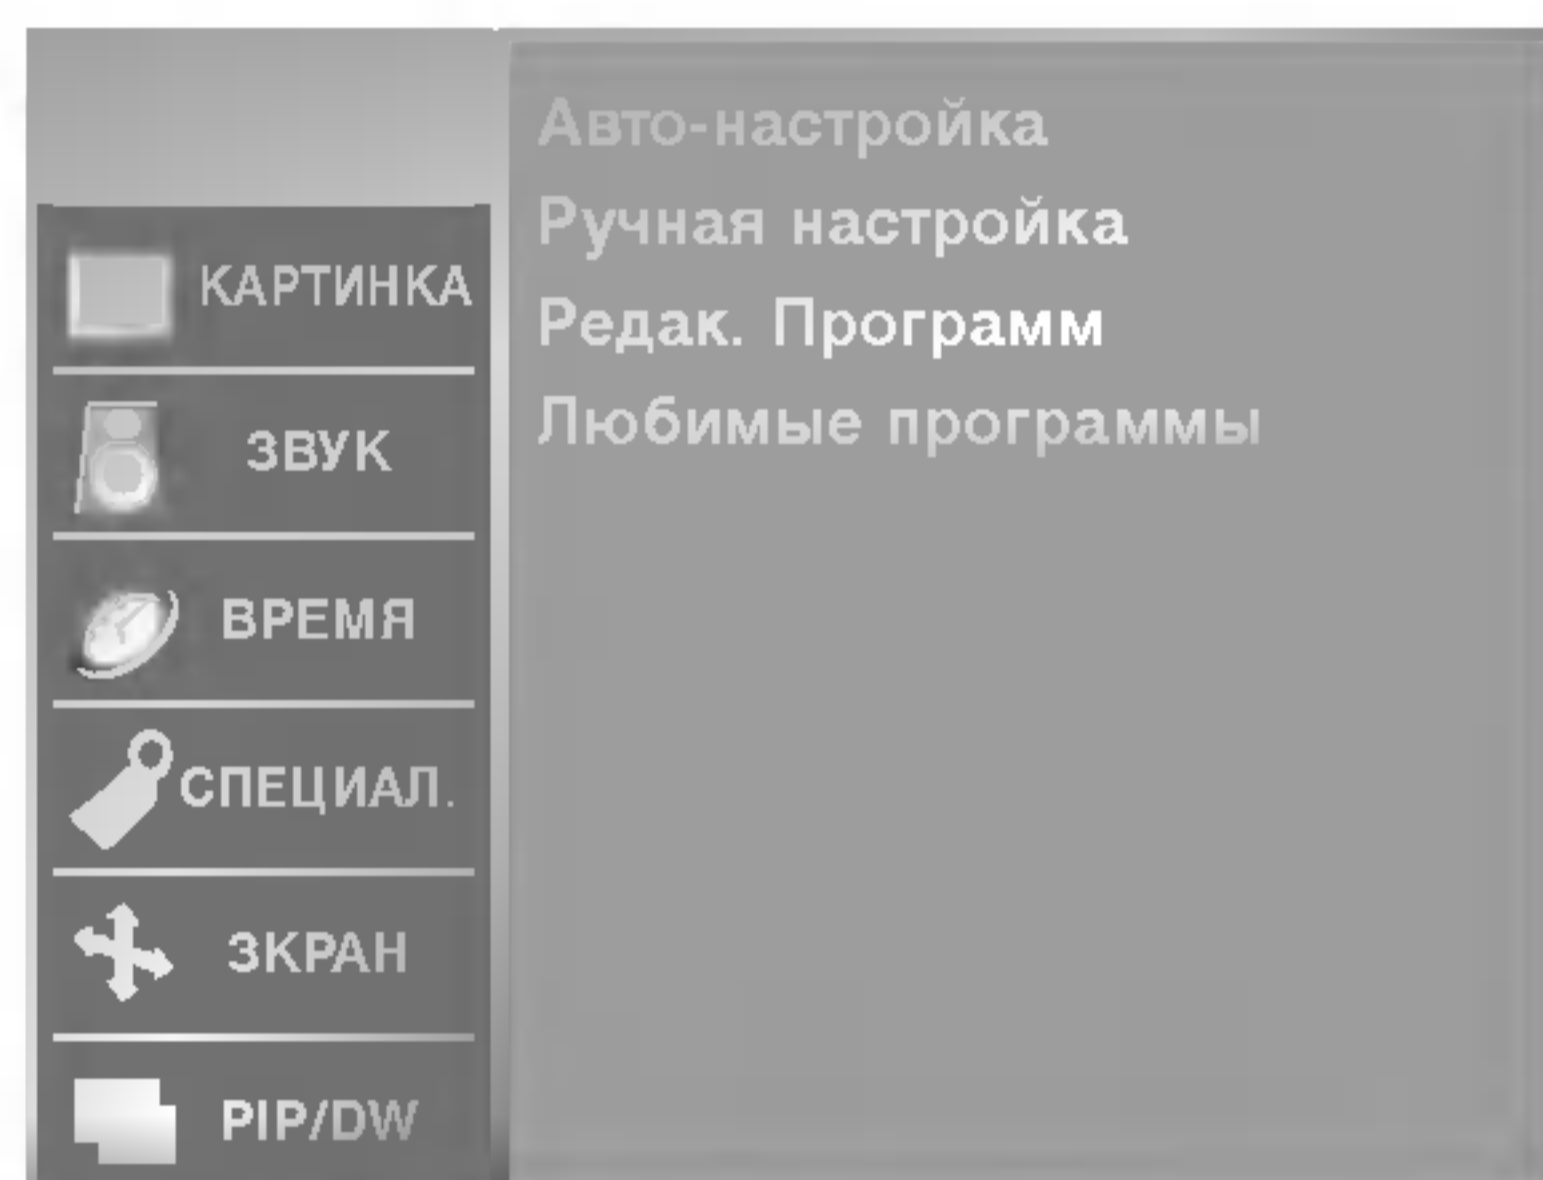 Авто-настройка
Ручная настройка
Редак. Программ
Любимые программы
КАРТИНКА
ЗВУК
ВРЕМЯ
СПЕЦИАЛ.
ЗКРАН
PIP/DW